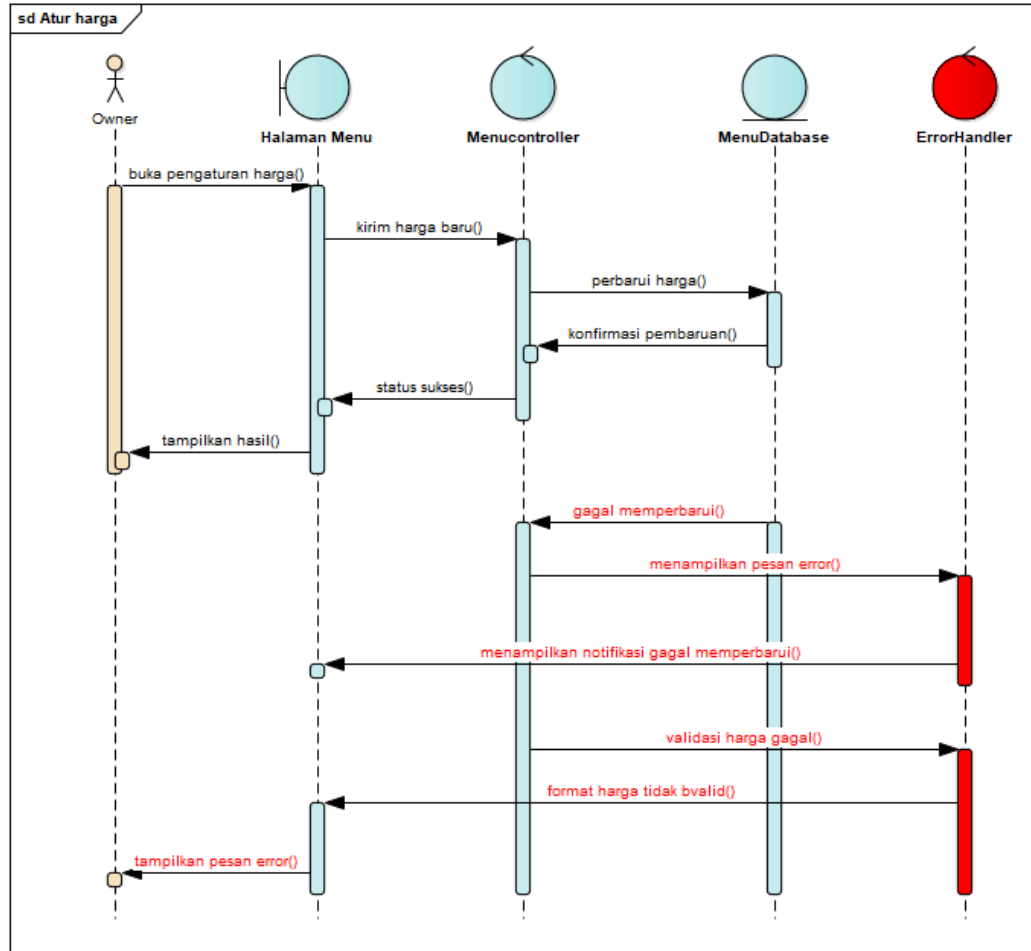 sd Atur harga
Owner
Halaman Menu
Menucontroller
MenuDatabase
ErrorHandler
buka pengaturan harga()
kirim harga baru()
perbarui harga()
konfirmasi pembaruan()
status sukses()
tampilkan hasil()
gagal memperbarui()
menampilkan pesan error()
menampilkan notifikasi gagal memperbarui()
validasi harga gagal()
format harga tidak bvalid()
tampilkan pesan error()